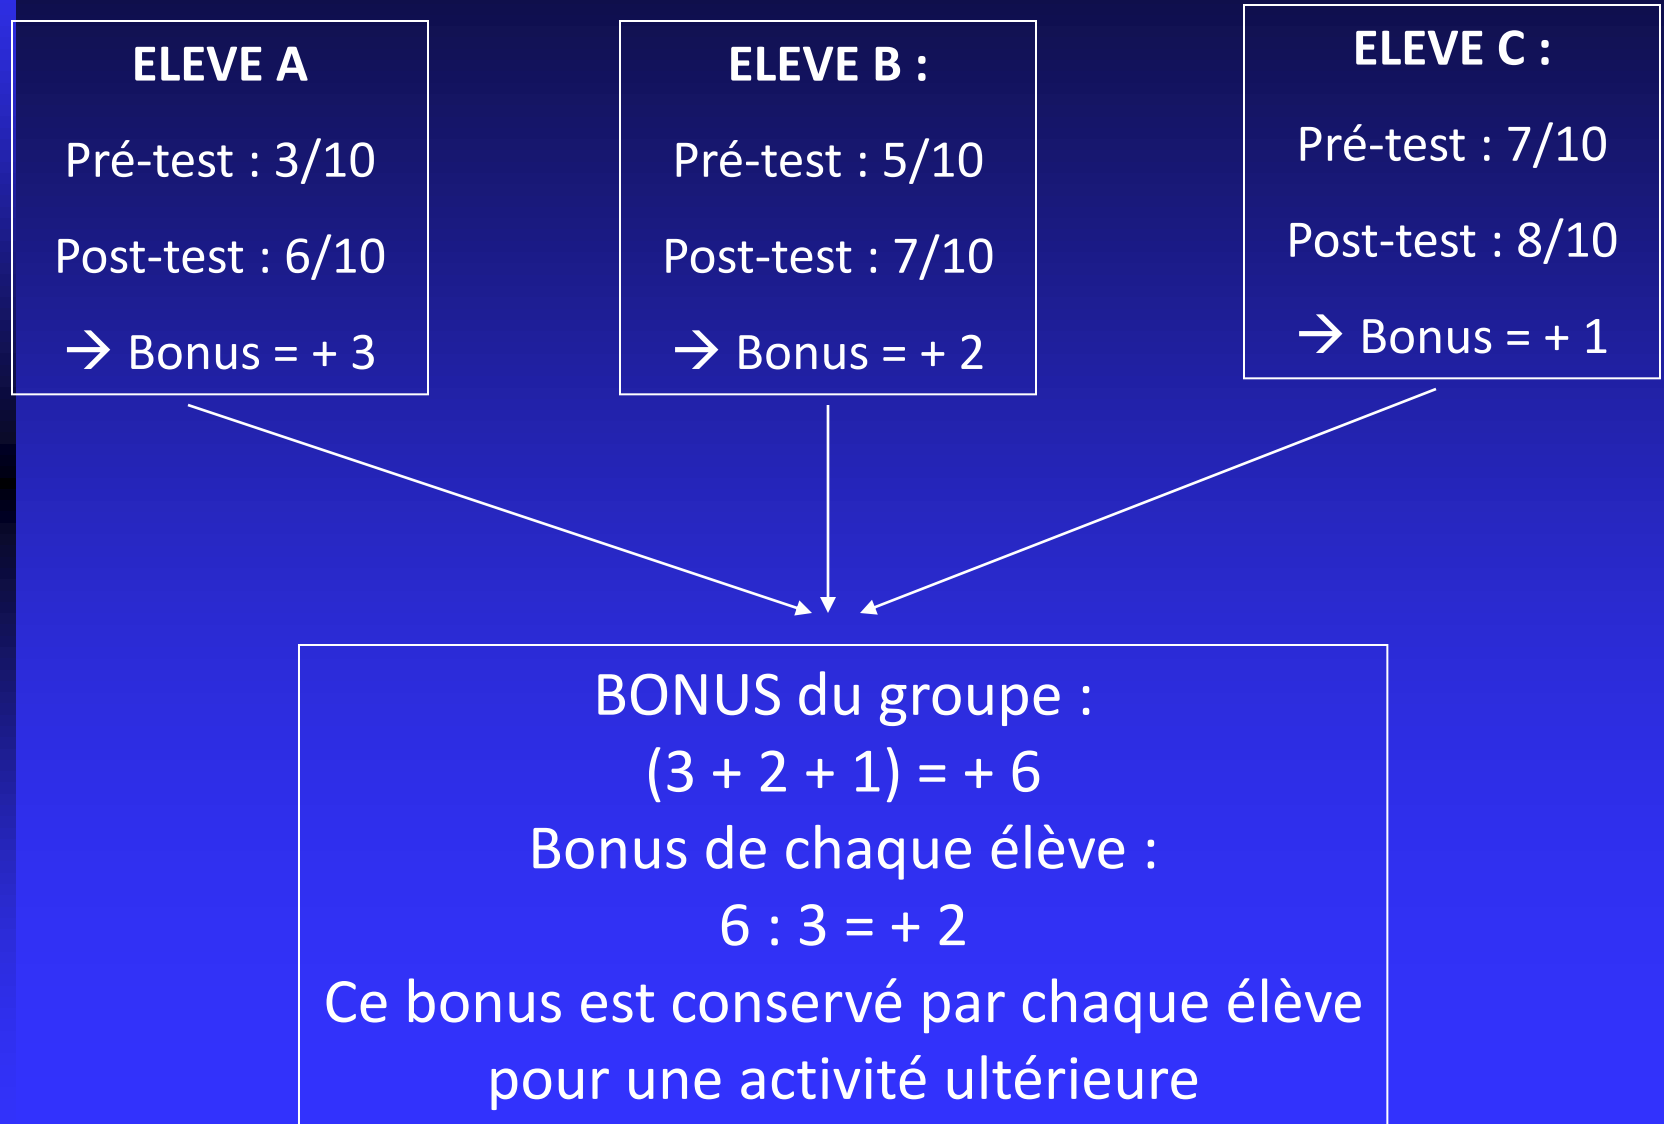 ELEVE A
Pré-test : 3/10
Post-test : 6/10
→ Bonus = + 3
ELEVE B :
Pré-test : 5/10
Post-test : 7/10
→ Bonus = + 2
ELEVE C :
Pré-test : 7/10
Post-test : 8/10
→ Bonus = + 1
BONUS du groupe :
(3 + 2 + 1) = + 6
Bonus de chaque élève :
6 : 3 = + 2
Ce bonus est conservé par chaque élève
pour une activité ultérieure